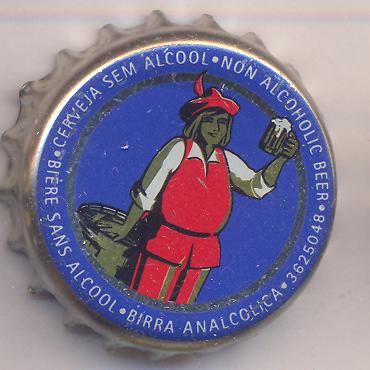 CERVEJA SEM ALCOOL • NON ALCOHOLIC BEER • 3625048 • BIRRA ANALCOLICA • BIÈRE SANS ALCOOL •